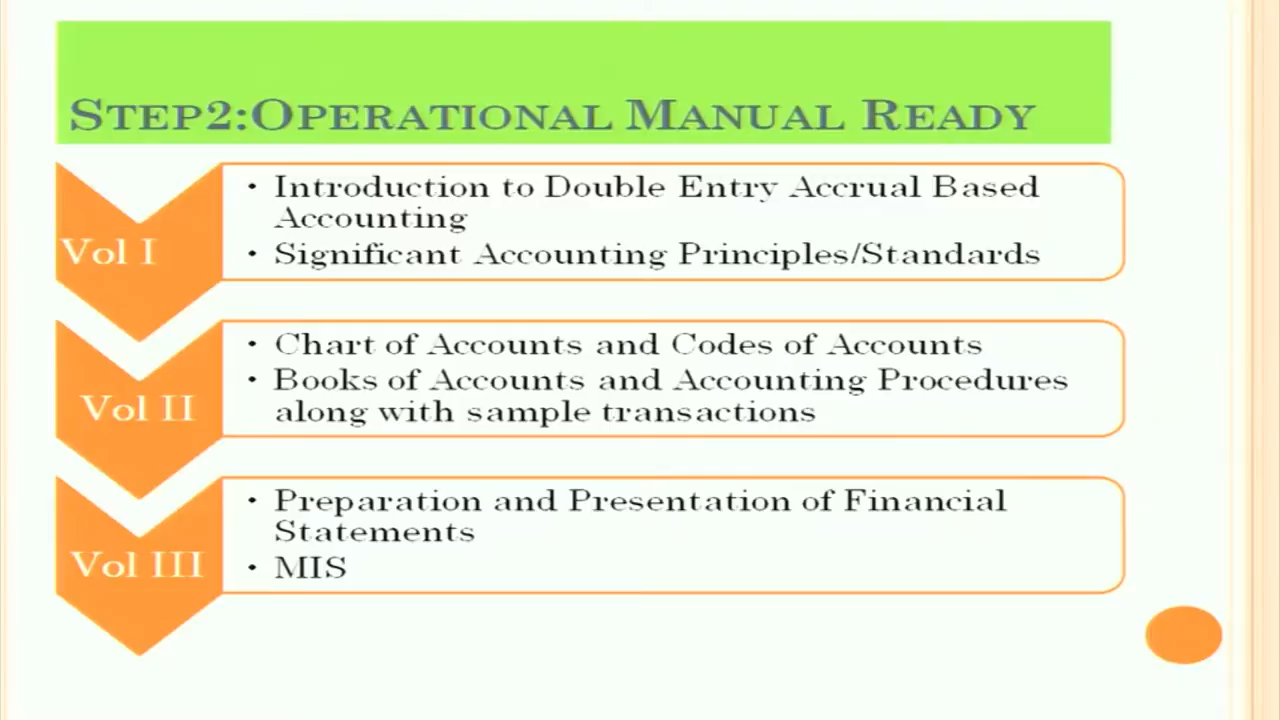 STEP2:OPERATIONAL MANUAL READY
Vol I
• Introduction to Double Entry Accrual Based
Accounting
• Significant Accounting Principles/Standards
Vol II
• Chart of Accounts and Codes of Accounts
• Books of Accounts and Accounting Procedures
along with sample transactions
Vol III
• Preparation and Presentation of Financial
Statements
• MIS